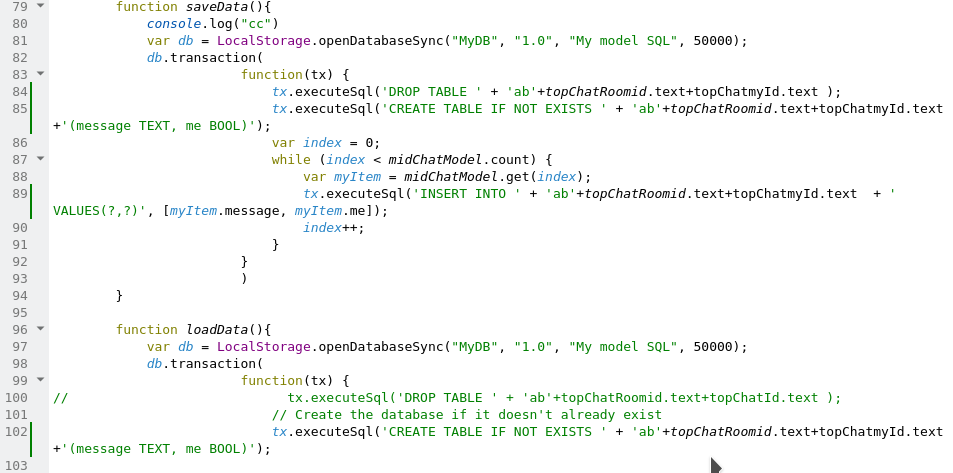 79 function saveData(){
80 console.log("cc")
81 var db = LocalStorage.openDatabaseSync("MyDB", "1.0", "My model SQL", 50000);
82 db.transaction(
83 function(tx) {
84 tx.executeSql('DROP TABLE ' + 'ab'+topChatRoomid.text+topChatmyId.text );
85 tx.executeSql('CREATE TABLE IF NOT EXISTS ' + 'ab'+topChatRoomid.text+topChatmyId.text
+'(message TEXT, me BOOL)');
86 var index = 0;
87 while (index < midChatModel.count) {
88 var myItem = midChatModel.get(index);
89 tx.executeSql('INSERT INTO ' + 'ab'+topChatRoomid.text+topChatmyId.text  + '
VALUES(?,?)', [myItem.message, myItem.me]);
90 index++;
91 }
92 }
93 )
94 }
95
96 function loadData(){
97 var db = LocalStorage.openDatabaseSync("MyDB", "1.0", "My model SQL", 50000);
98 db.transaction(
99 function(tx) {
100 // tx.executeSql('DROP TABLE ' + 'ab'+topChatRoomid.text+topChatId.text );
101 // Create the database if it doesn't already exist
102 tx.executeSql('CREATE TABLE IF NOT EXISTS ' + 'ab'+topChatRoomid.text+topChatmyId.text
+'(message TEXT, me BOOL)');
103